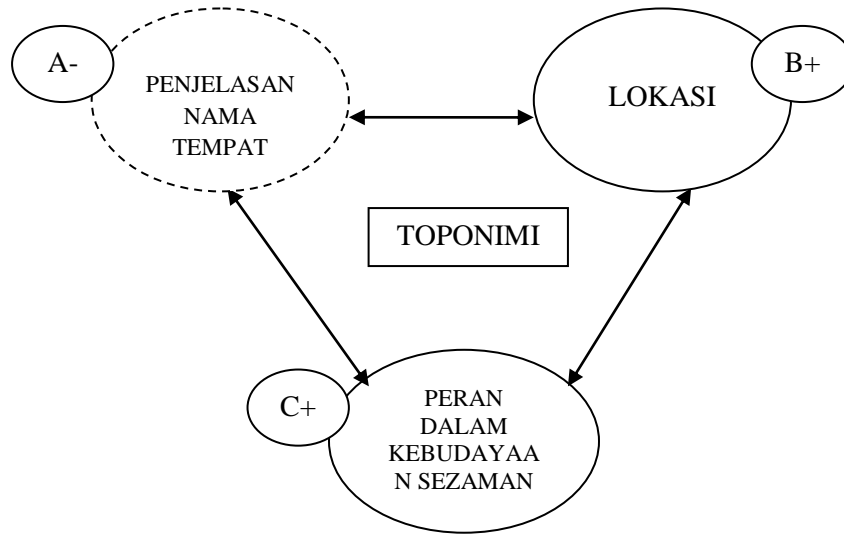 A-
PENJELASAN
NAMA
TEMPAT
LOKASI
B+
TOPONIMI
C+
PERAN
DALAM
KEBUDAYAA
N SEZAMAN